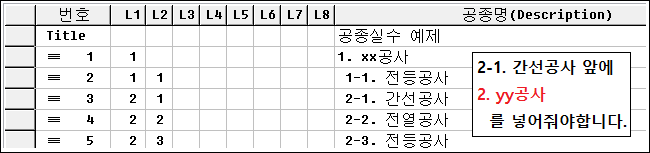 번호 L1 L2 L3 L4 L5 L6 L7 L8 공종명(Description)
Title 공종실수 예제
≡ 1 1 1. xx공사
≡ 2 1 1 1-1. 전등공사
≡ 3 2 1 2-1. 간선공사
≡ 4 2 2 2-2. 전열공사
≡ 5 2 3 2-3. 전등공사
2-1. 간선공사 앞에
2. yy공사
를 넣어줘야합니다.